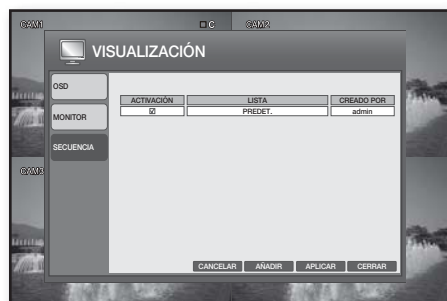 CAM1 C CAM2
VISUALIZACIÓN
OSD
MONITOR
SECUENCIA
ACTIVACIÓN LISTA CREADO POR
☑ PREDET. admin
CAM3
CANCELAR AÑADIR APLICAR CERRAR